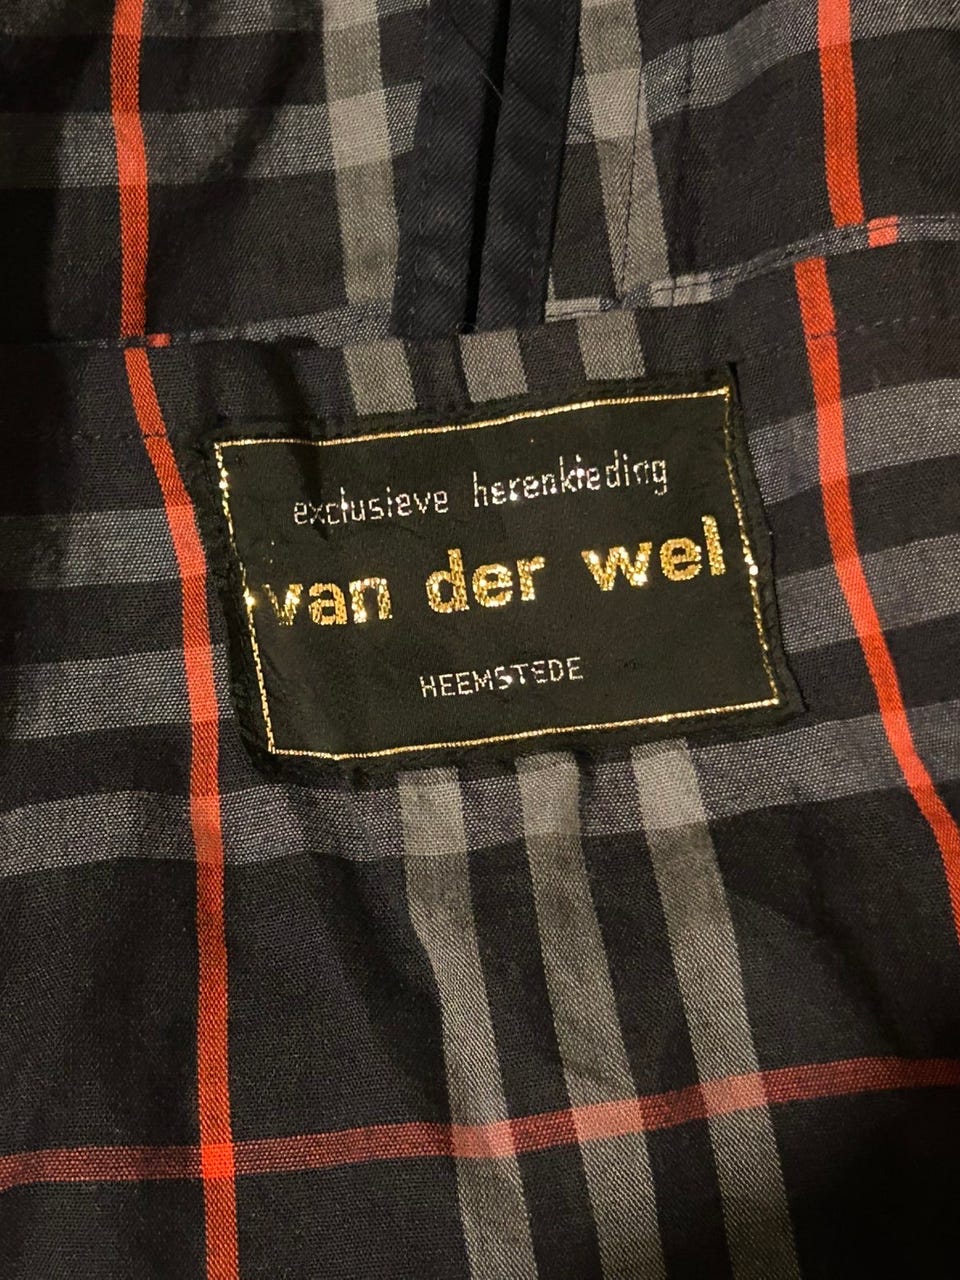 exclusieve herenkleding
van der wel
HEEMSTEDE